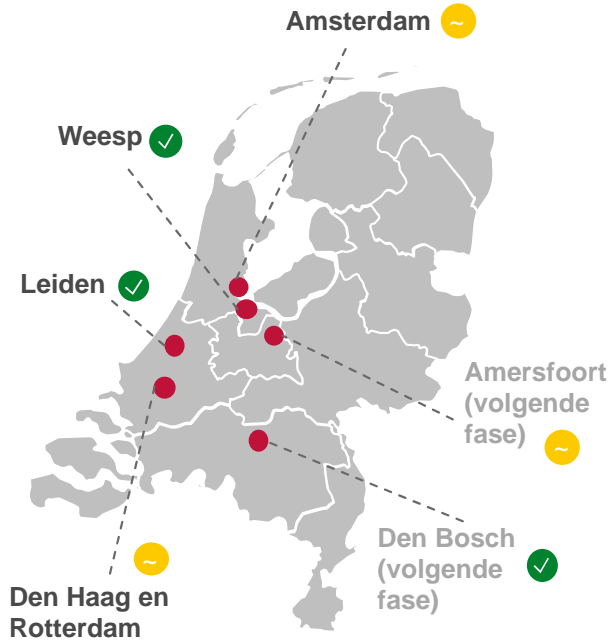 Amsterdam ~
Weesp ✓
Leiden ✓
Amersfoort
(volgende
fase) ~
Den Bosch
(volgende
fase) ✓
~
Den Haag en
Rotterdam